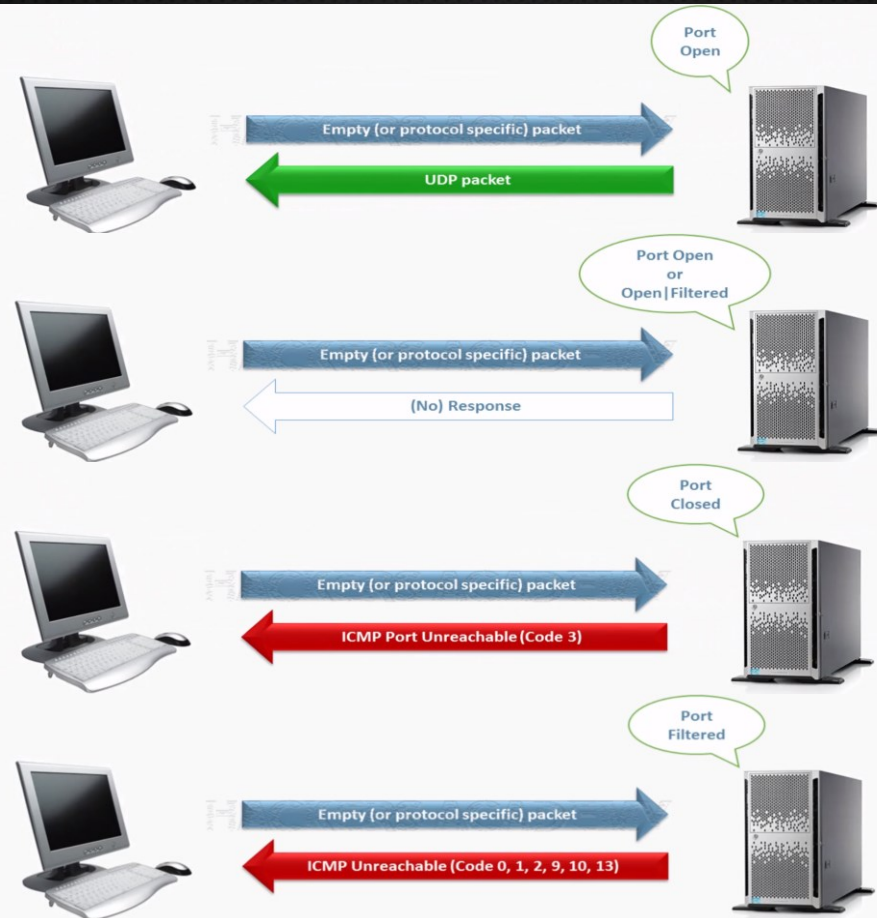 Port
Open
Empty (or protocol specific) packet
UDP packet
Port Open
or
Open|Filtered
Empty (or protocol specific) packet
(No) Response
Port
Closed
Empty (or protocol specific) packet
ICMP Port Unreachable (Code 3)
Port
Filtered
Empty (or protocol specific) packet
ICMP Unreachable (Code 0, 1, 2, 9, 10, 13)